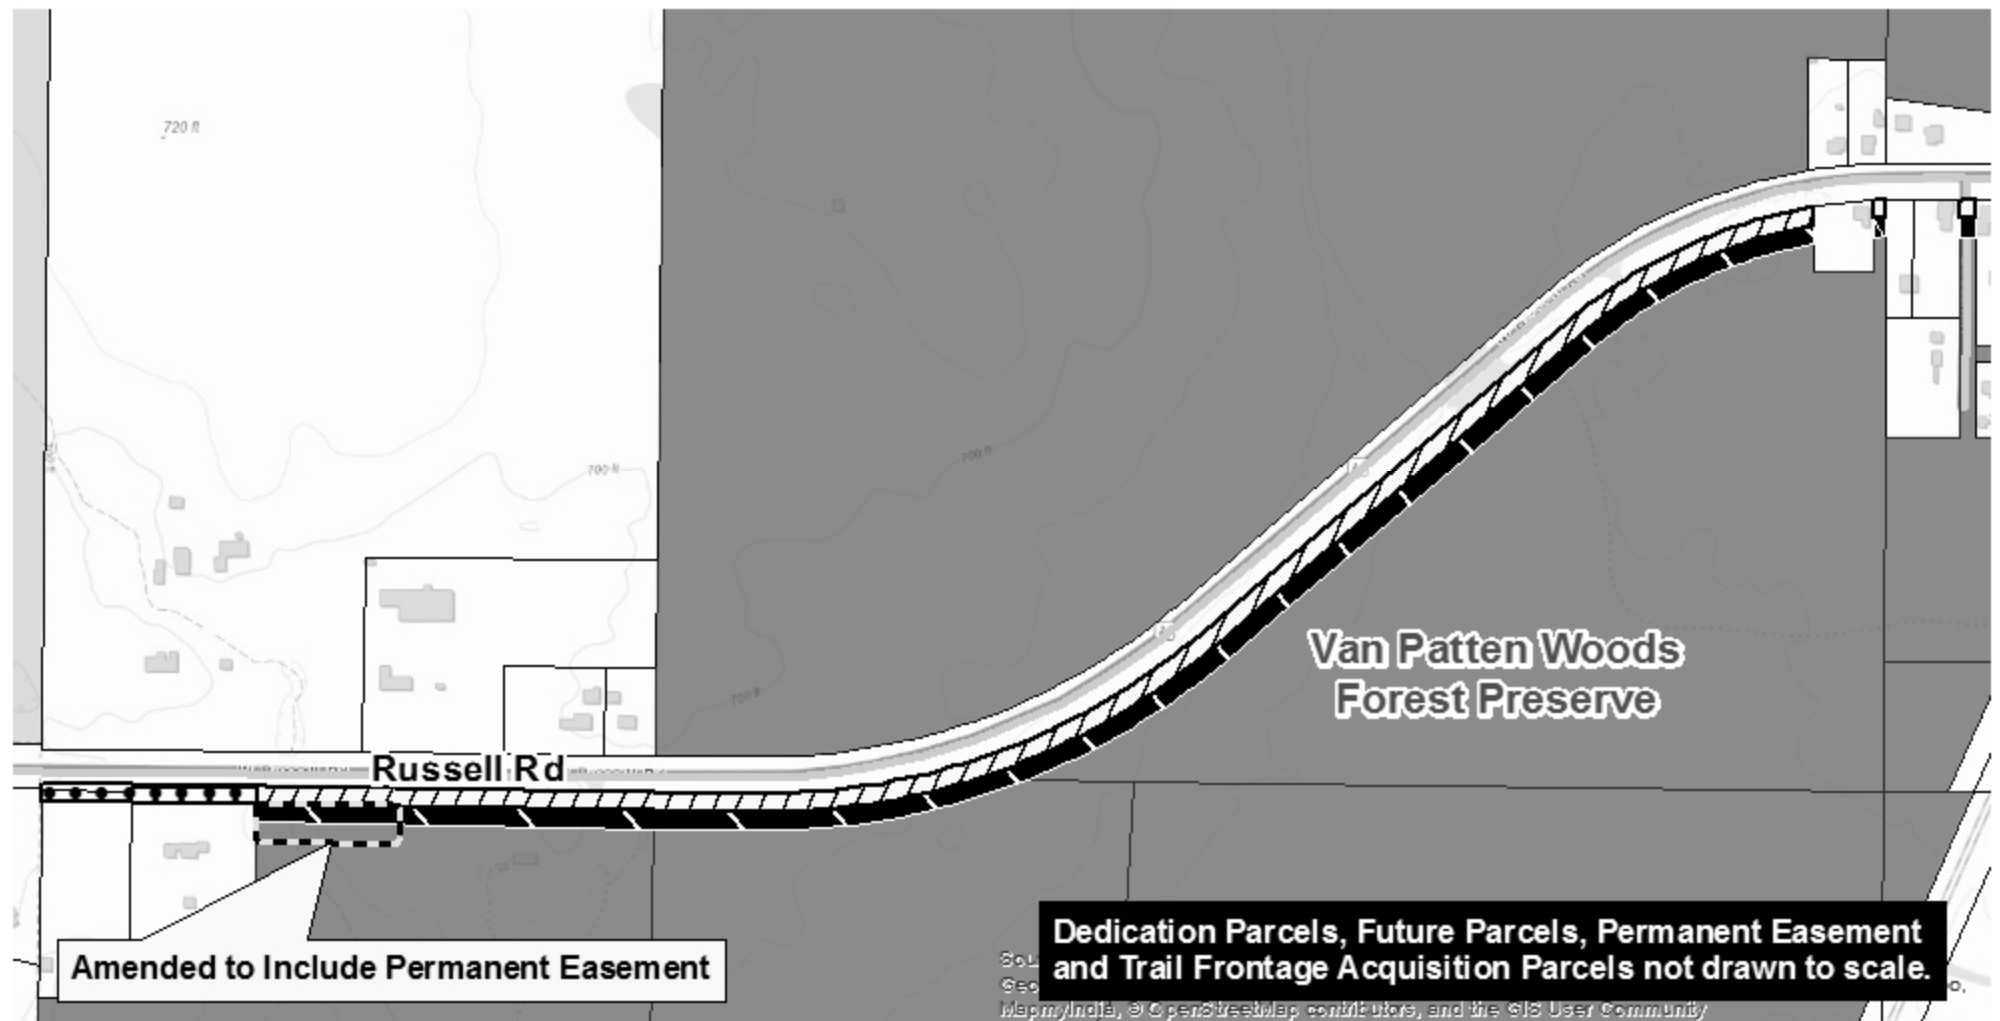 720 ft
700 ft
700 ft
700 ft
Russell Rd
Van Patten Woods
Forest Preserve
Amended to Include Permanent Easement
Dedication Parcels, Future Parcels, Permanent Easement
and Trail Frontage Acquisition Parcels not drawn to scale.
MapmyIndia, © OpenStreetMap contributors, and the GIS User Community